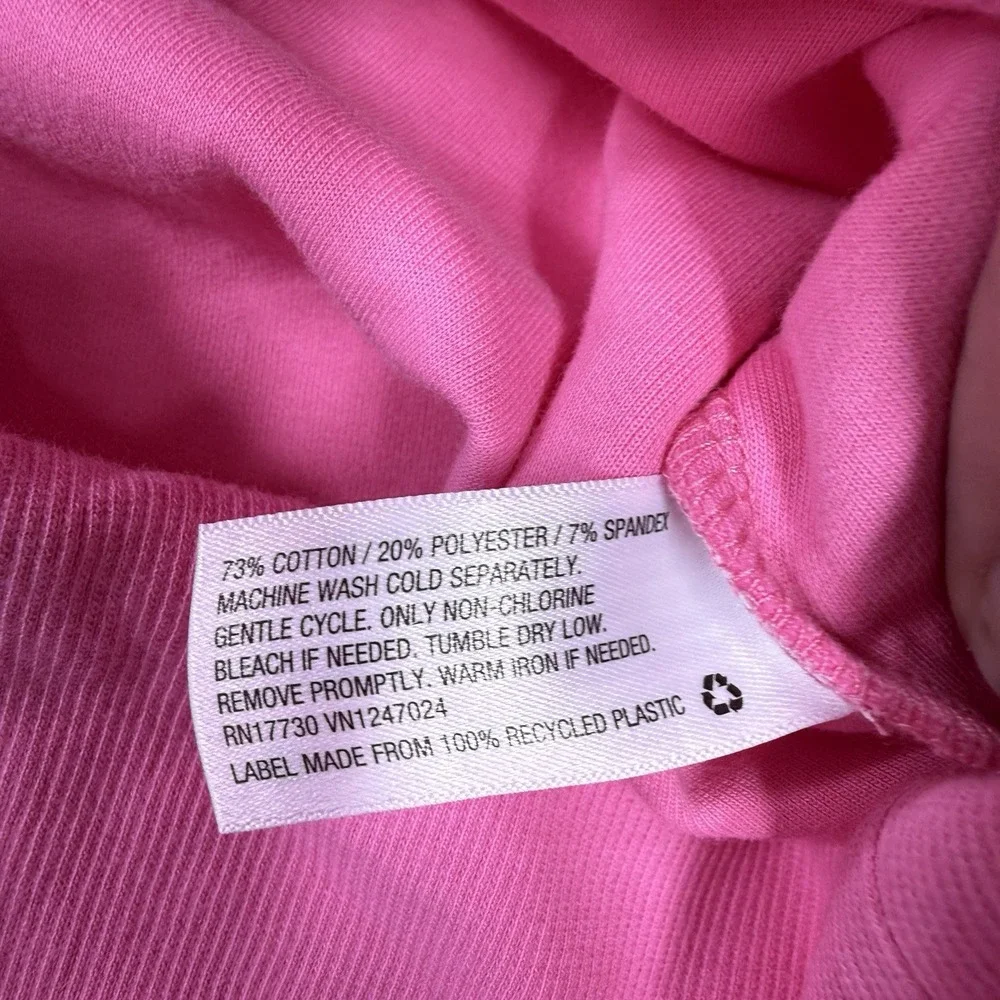 73% COTTON / 20% POLYESTER / 7% SPANDEX
MACHINE WASH COLD SEPARATELY.
GENTLE CYCLE. ONLY NON-CHLORINE
BLEACH IF NEEDED. TUMBLE DRY LOW.
REMOVE PROMPTLY. WARM IRON IF NEEDED.
RN17730 VN1247024
LABEL MADE FROM 100% RECYCLED PLASTIC